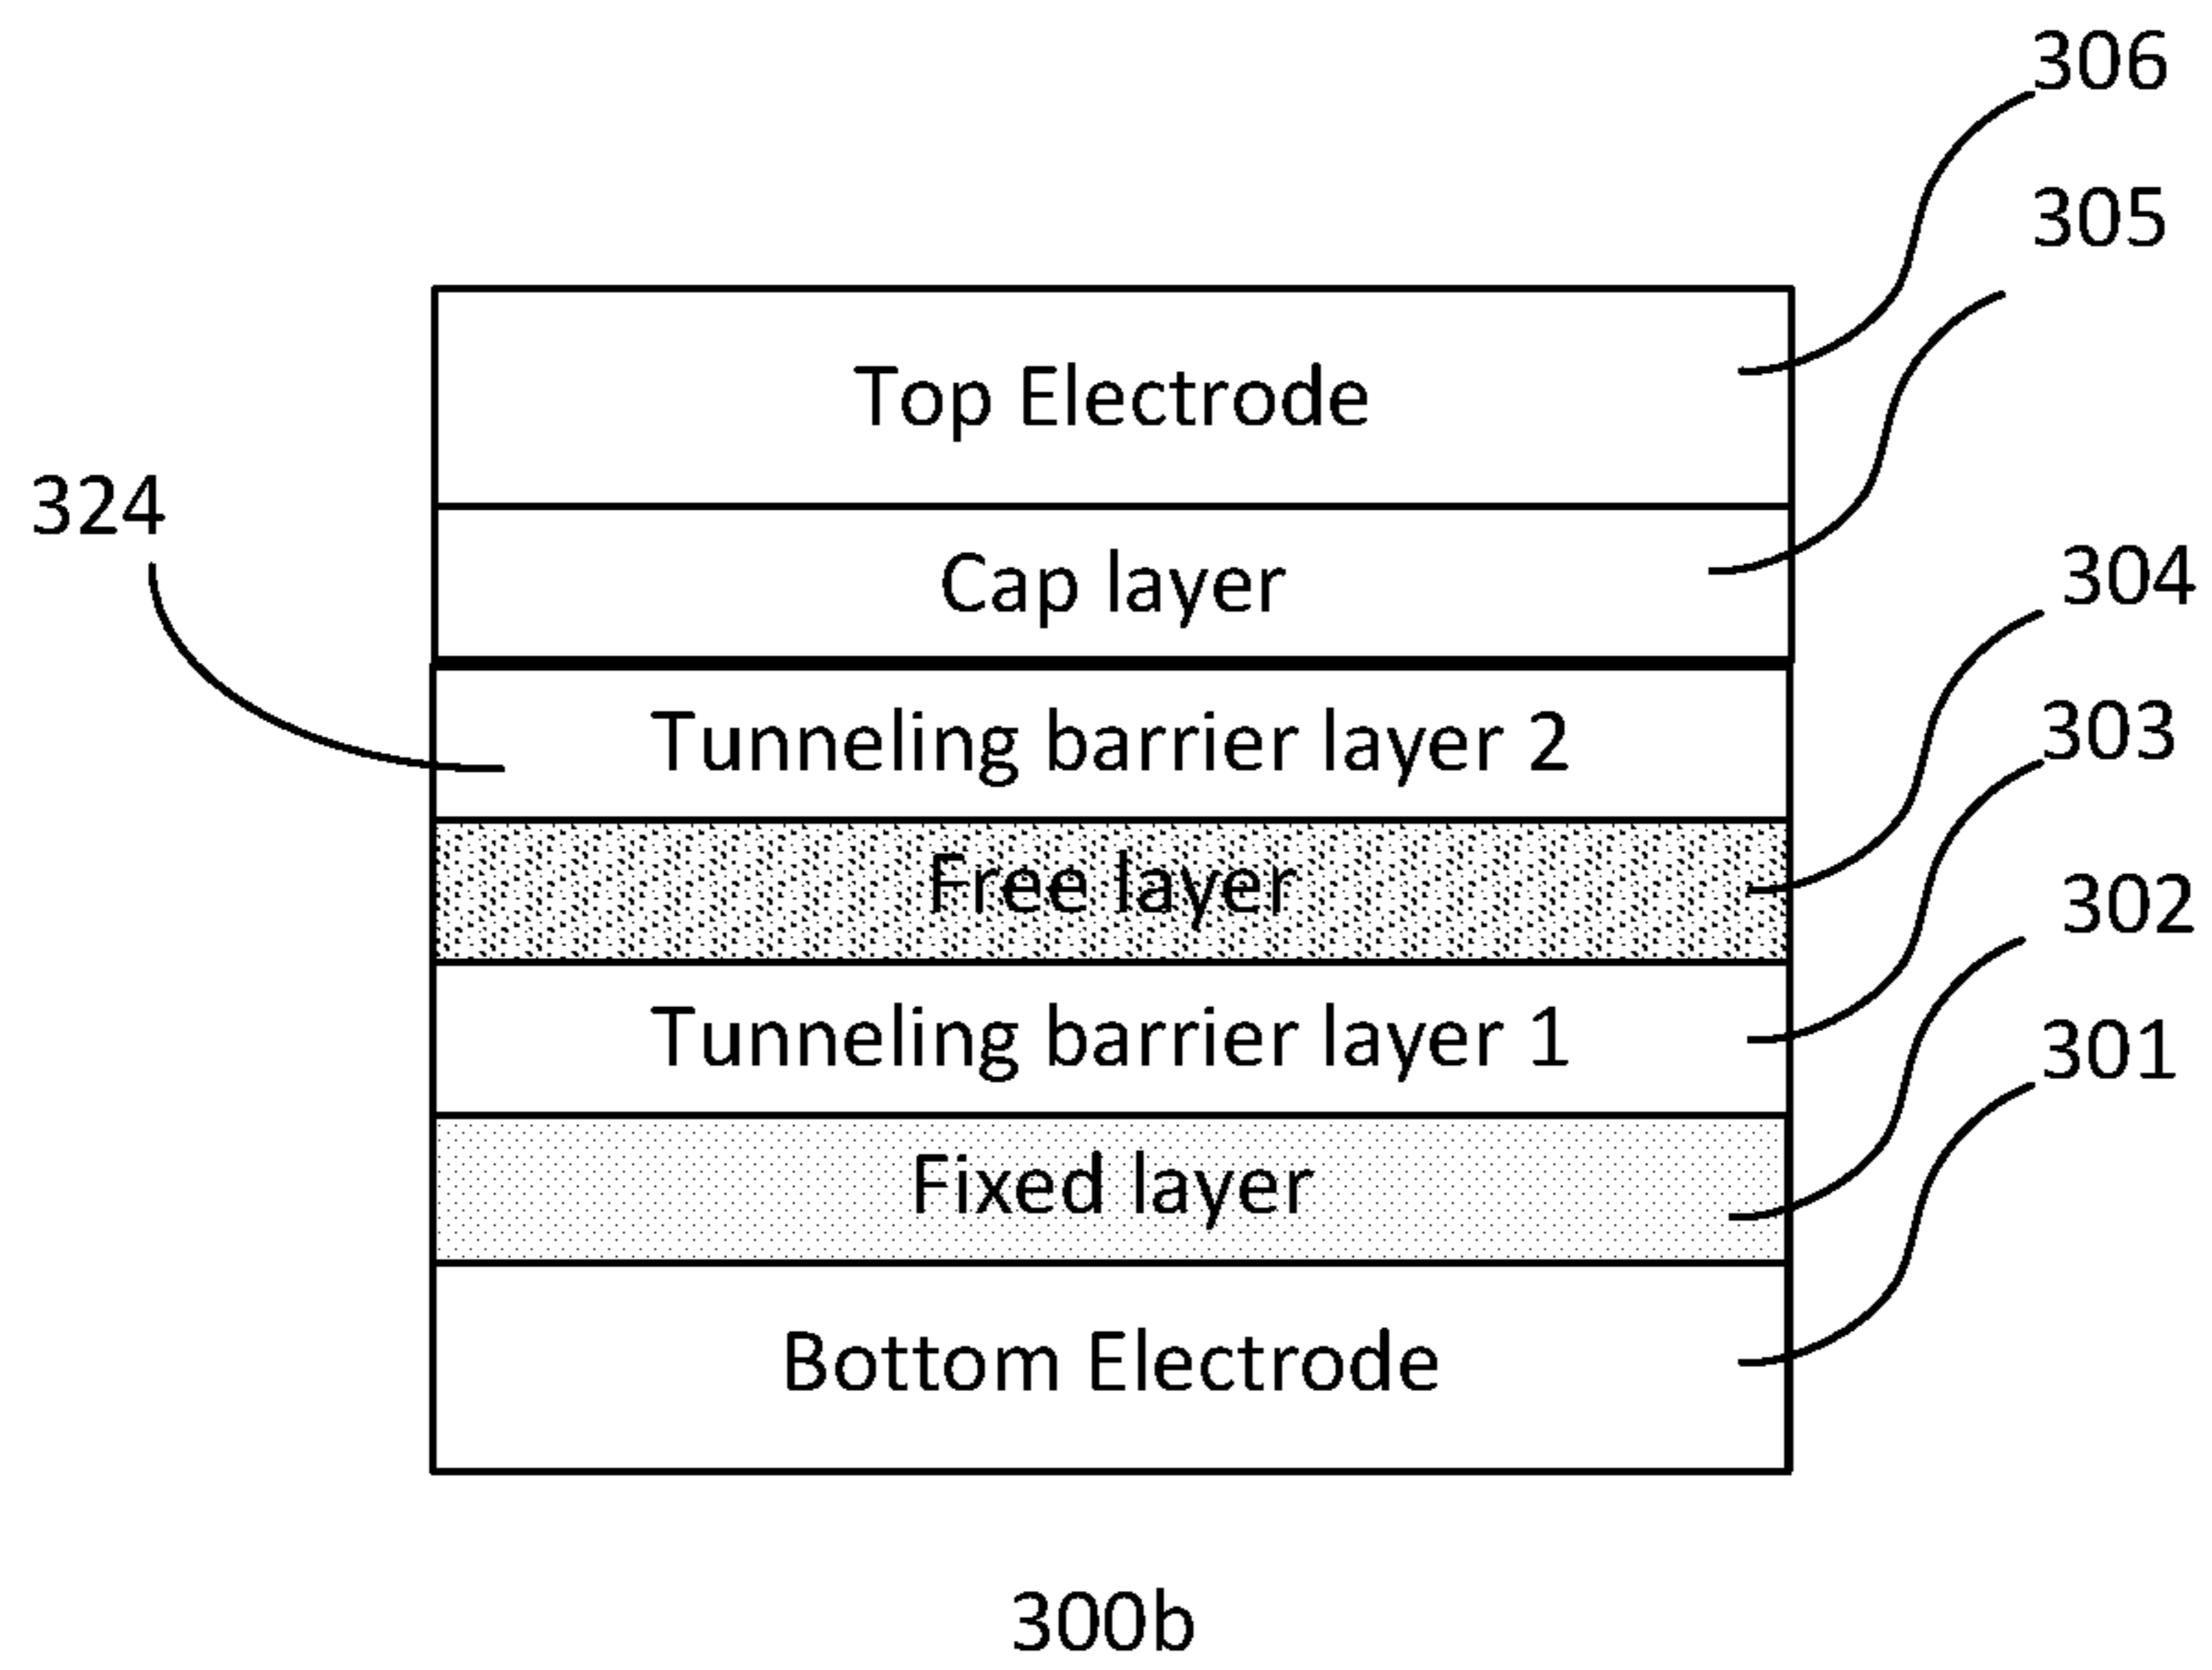 306
305
Top Electrode
324
Cap layer
304
Tunneling barrier layer 2
303
Free layer
302
Tunneling barrier layer 1
301
Fixed layer
Bottom Electrode
300b